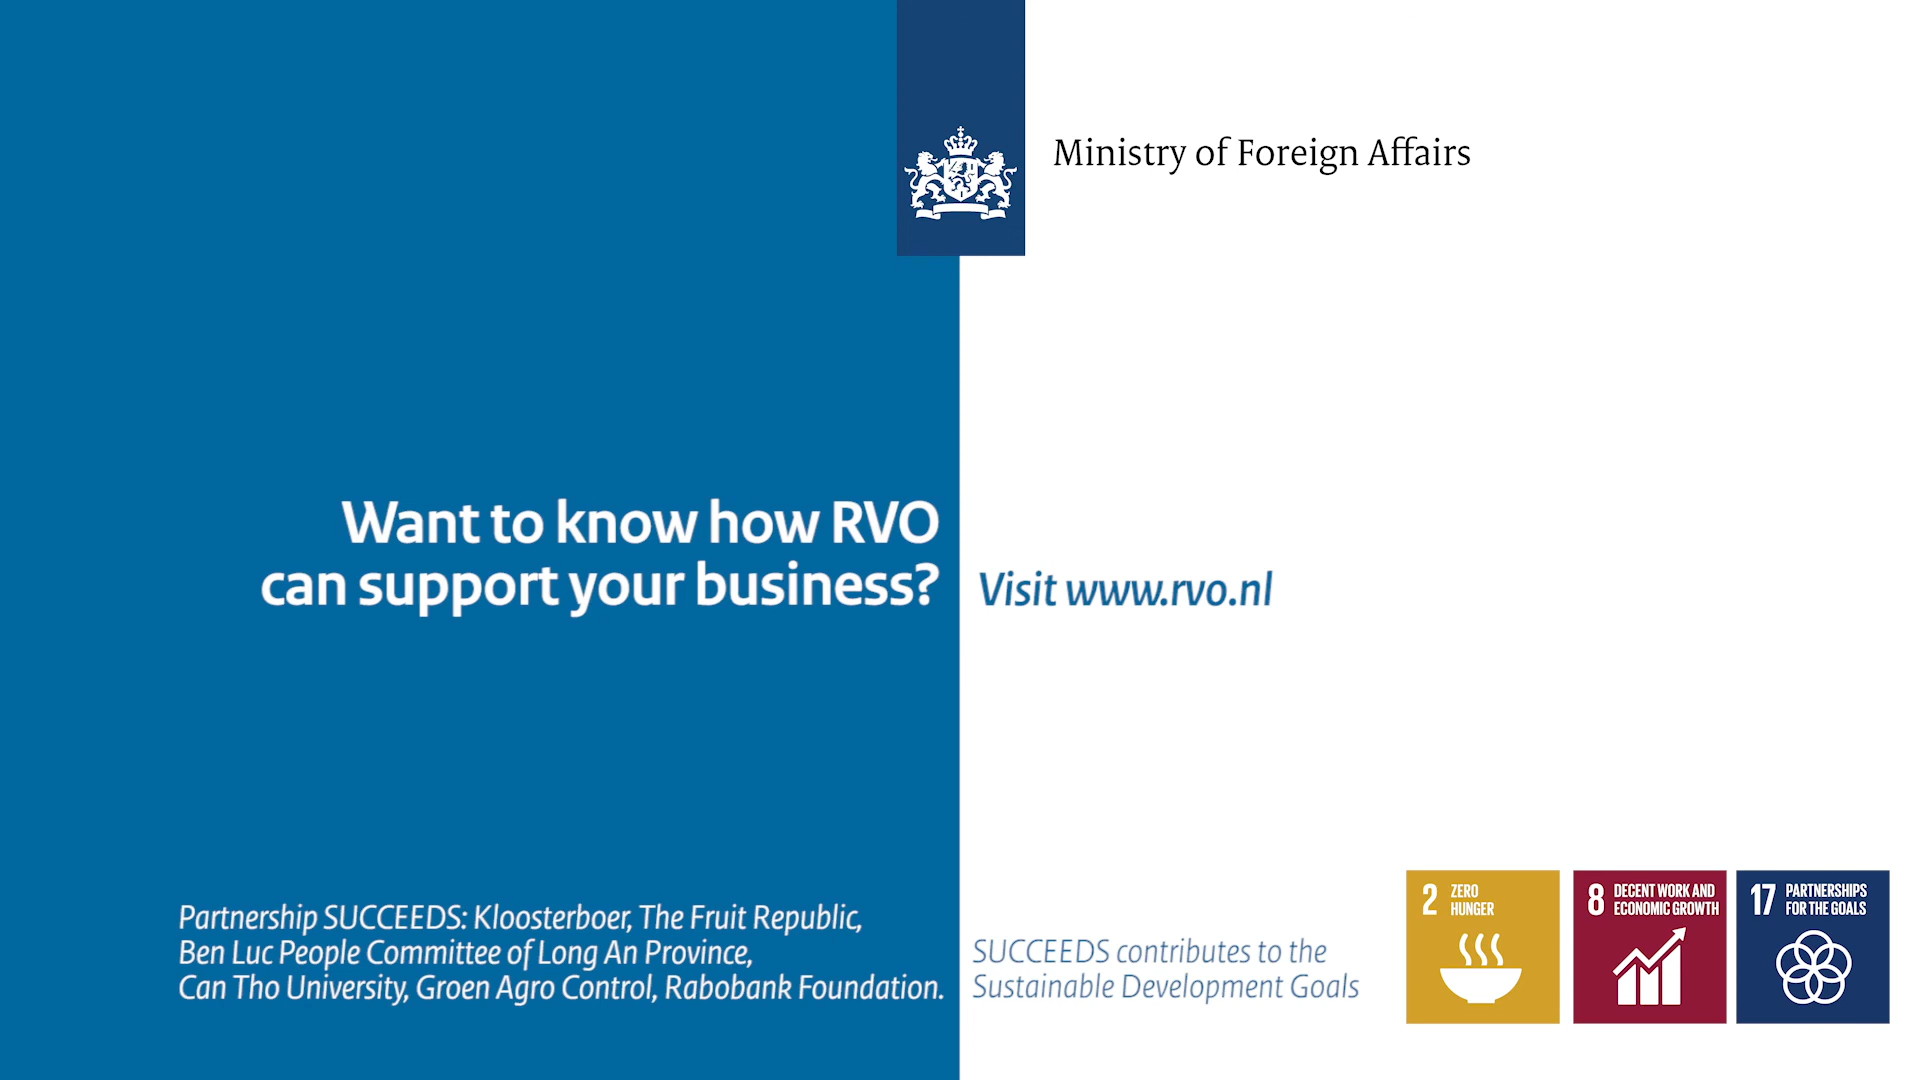 Ministry of Foreign Affairs
Want to know how RVO
can support your business?
Visit www.rvo.nl
Partnership SUCCEEDS: Kloosterboer, The Fruit Republic,
Ben Luc People Committee of Long An Province,
Can Tho University, Groen Agro Control, Rabobank Foundation.
SUCCEEDS contributes to the
Sustainable Development Goals
2 ZERO
HUNGER
8 DECENT WORK AND
ECONOMIC GROWTH
17 PARTNERSHIPS
FOR THE GOALS